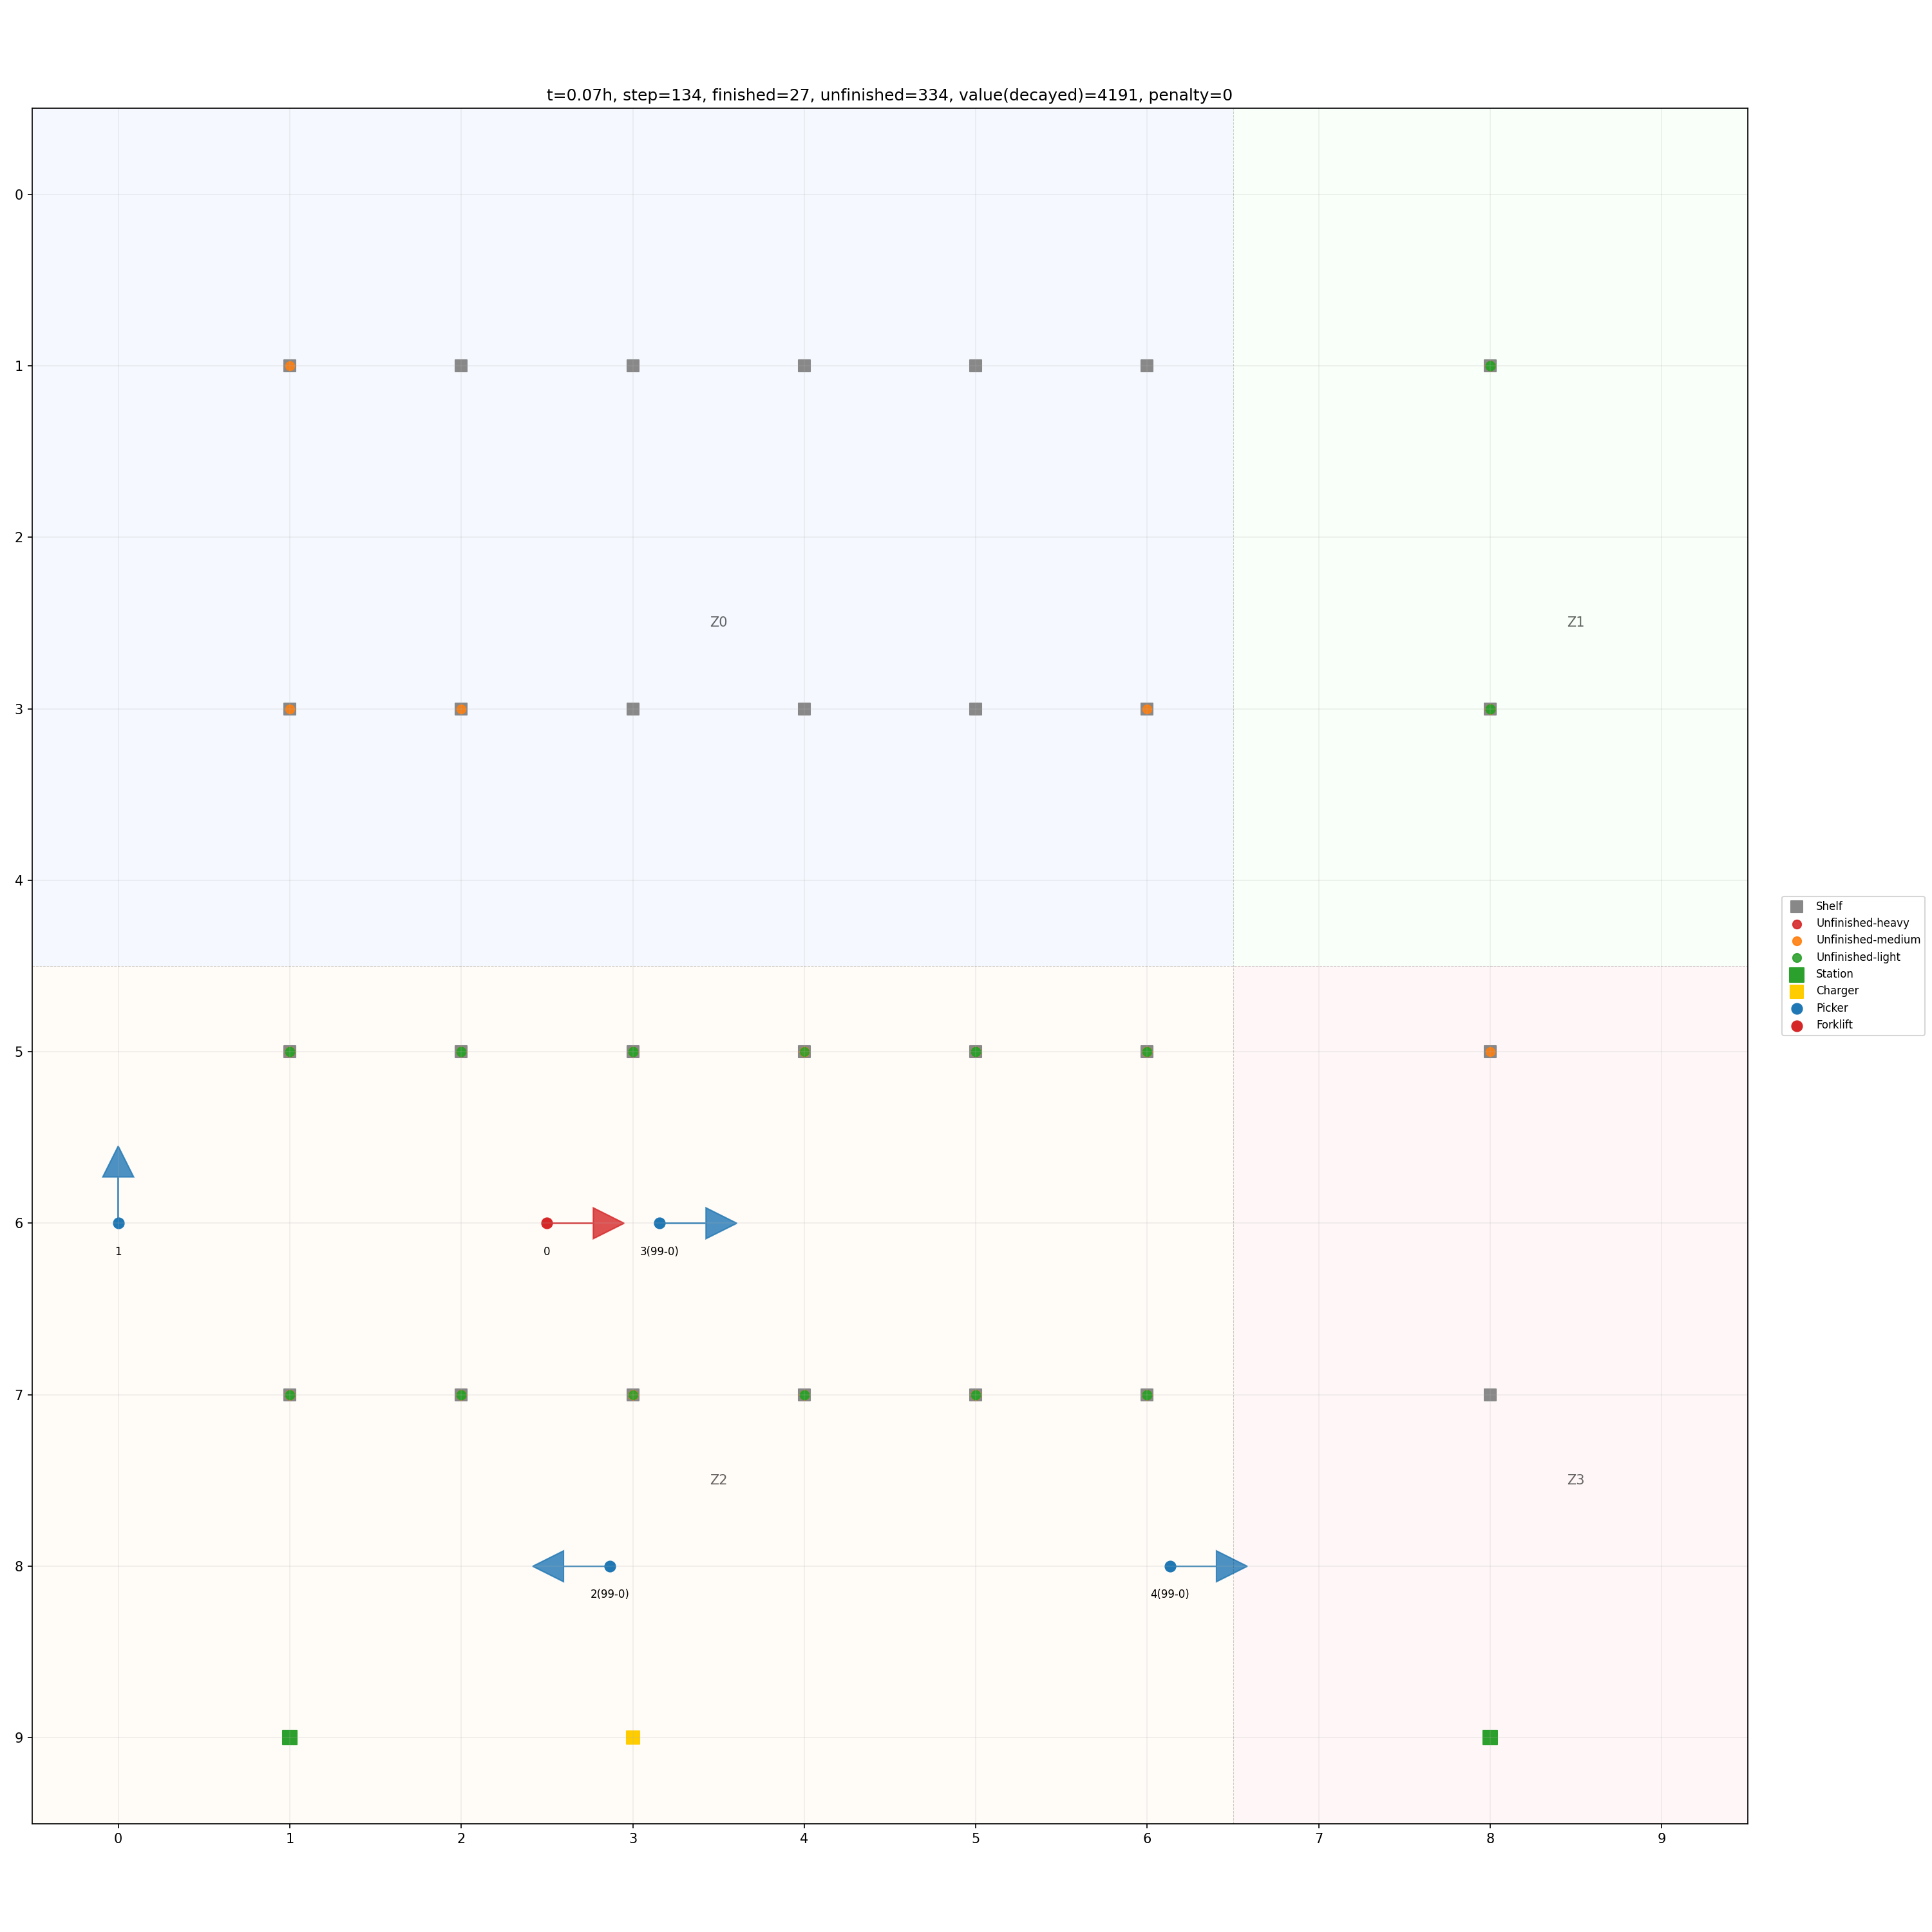 t=0.07h, step=134, finished=27, unfinished=334, value(decayed)=4191, penalty=0
0
1
2
Z0
Z1
3
4
Shelf
Unfinished-heavy
Unfinished-medium
Unfinished-light
Station
Charger
Picker
Forklift
5
6
1
0
3(99-0)
7
Z2
Z3
8
2(99-0)
4(99-0)
9
0 1 2 3 4 5 6 7 8 9